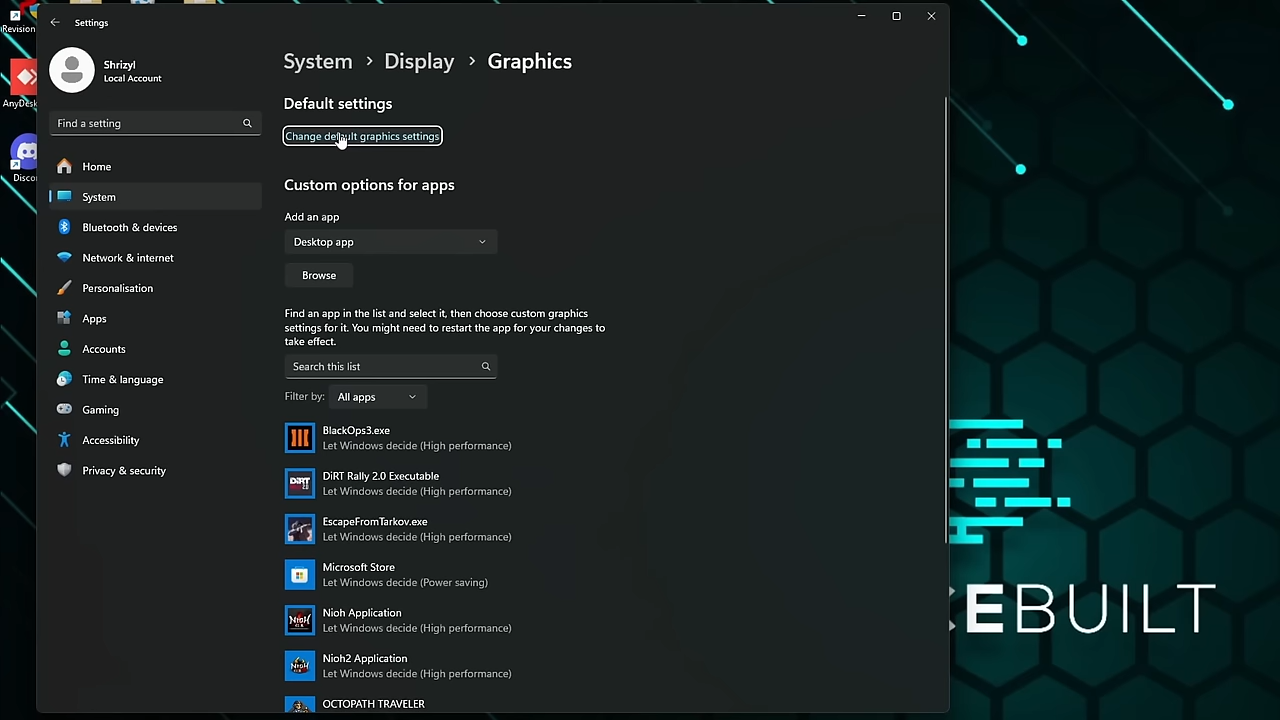 Settings
Shrizyl
Local Account
Find a setting
Home
System
Bluetooth & devices
Network & internet
Personalisation
Apps
Accounts
Time & language
Gaming
Accessibility
Privacy & security
System > Display > Graphics
Default settings
Change default graphics settings
Custom options for apps
Add an app
Desktop app
Browse
Find an app in the list and select it, then choose custom graphics
settings for it. You might need to restart the app for your changes to
take effect.
Search this list
Filter by: All apps
BlackOps3.exe
Let Windows decide (High performance)
DiRT Rally 2.0 Executable
Let Windows decide (High performance)
EscapeFromTarkov.exe
Let Windows decide (High performance)
Microsoft Store
Let Windows decide (Power saving)
Nioh Application
Let Windows decide (High performance)
Nioh2 Application
Let Windows decide (High performance)
OCTOPATH TRAVELER
Revision
AnyDesk
Disco
EBUILT